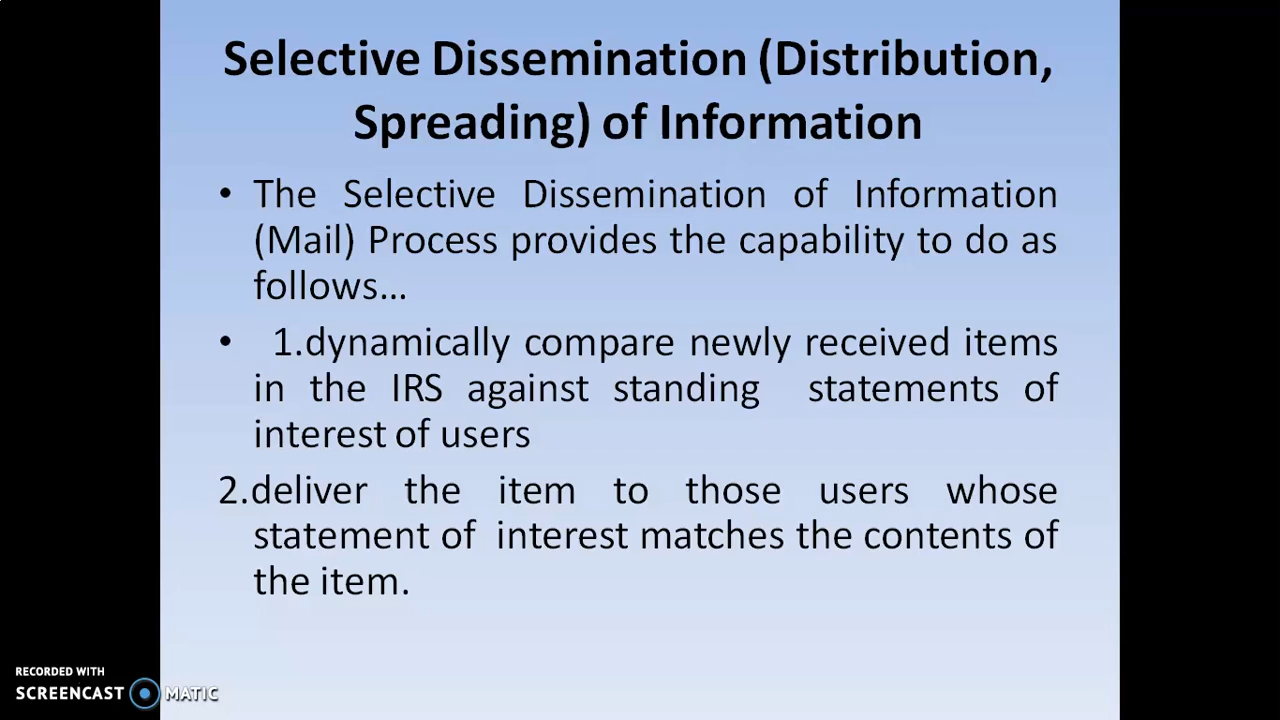 Selective Dissemination (Distribution,
Spreading) of Information
• The Selective Dissemination of Information
(Mail) Process provides the capability to do as
follows…
• 1.dynamically compare newly received items
in the IRS against standing statements of
interest of users
2.deliver the item to those users whose
statement of interest matches the contents of
the item.
RECORDED WITH
SCREENCAST MATIC